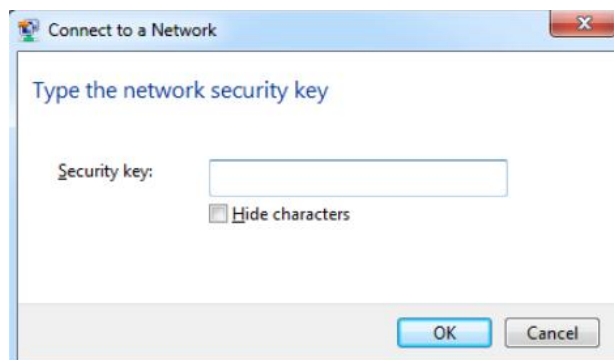 Connect to a Network
Type the network security key
Security key:
Hide characters
OK Cancel